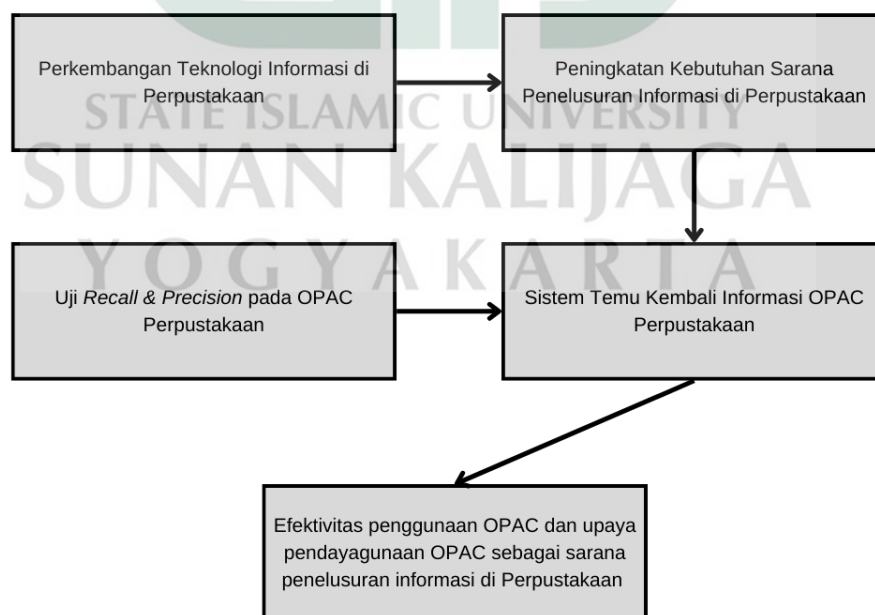 Perkembangan Teknologi Informasi di
Perpustakaan
Peningkatan Kebutuhan Sarana
Penelusuran Informasi di Perpustakaan
STATE ISLAMIC UNIVERSITY
SUNAN KALIJAGA
YOGYAKARTA
Uji Recall & Precision pada OPAC
Perpustakaan
Sistem Temu Kembali Informasi OPAC
Perpustakaan
Efektivitas penggunaan OPAC dan upaya
pendayagunaan OPAC sebagai sarana
penelusuran informasi di Perpustakaan